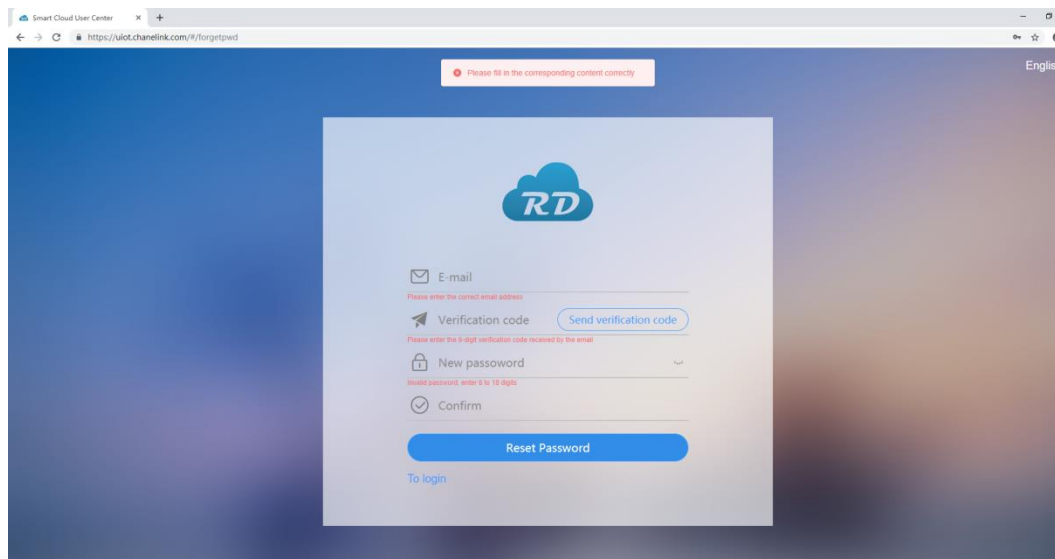 Smart Cloud User Center
https://uiot.chanelink.com/#/forgetpwd
Please fill in the corresponding content correctly
Englis
RD
E-mail
Please enter the correct email address
Verification code
Send verification code
Please enter the 6-digit verification code received by the email
New passoword
Invalid password, enter 6 to 18 digits
Confirm
Reset Password
To login